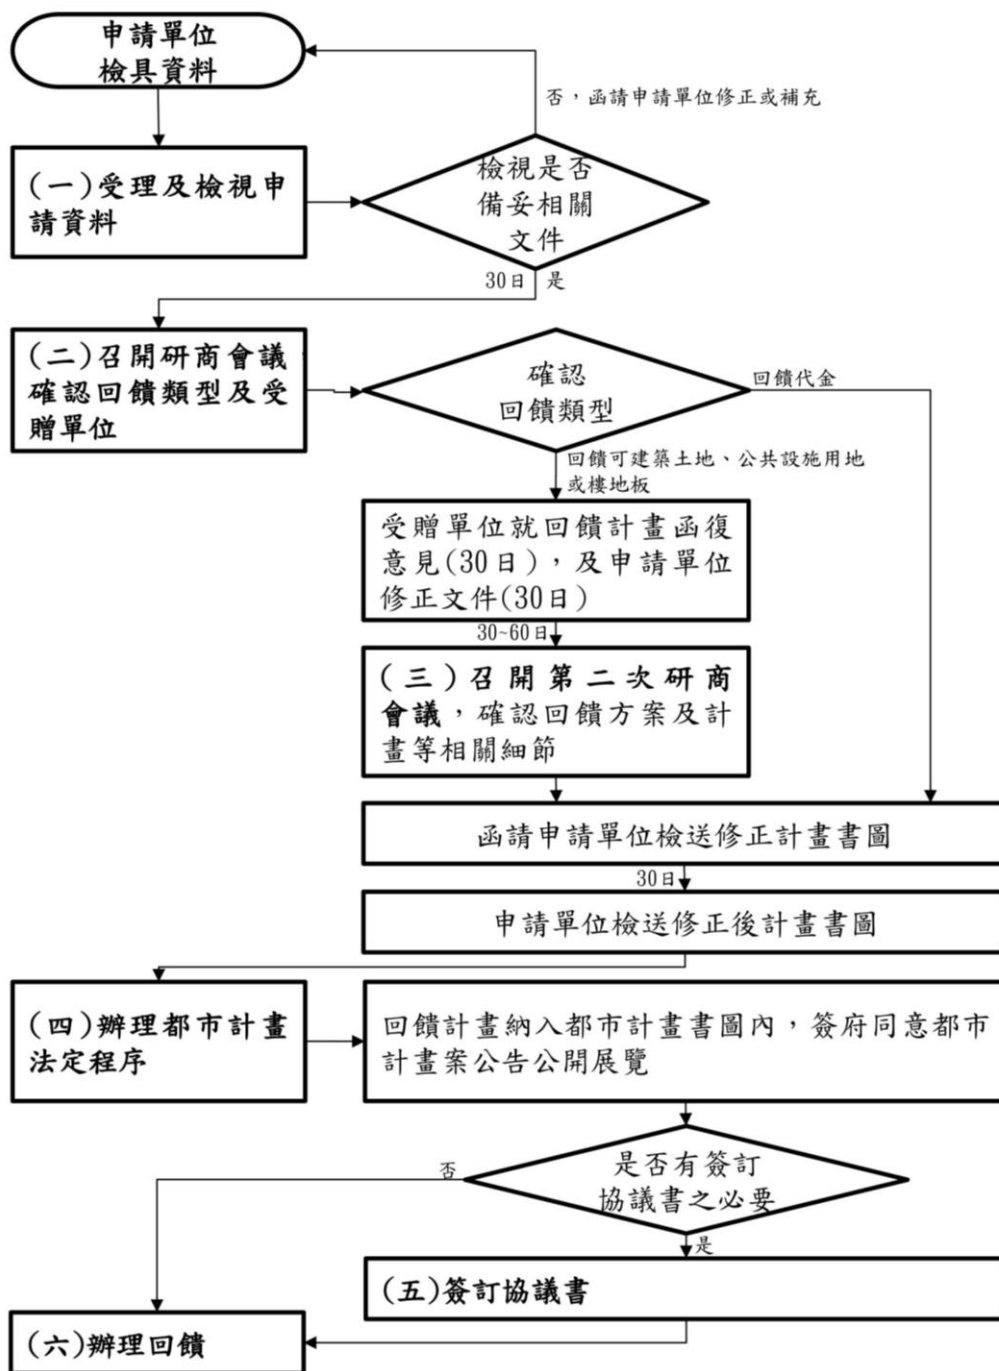 申請單位
檢具資料
否，函請申請單位修正或補充
(一)受理及檢視申
請資料
檢視是否
備妥相關
文件
30日
是
(二)召開研商會議，
確認回饋類型及受
贈單位
確認
回饋類型
回饋代金
回饋可建築土地、公共設施用地
或樓地板
受贈單位就回饋計畫函復
意見(30日)，及申請單位
修正文件(30日)
30~60日
(三)召開第二次研商
會議，確認回饋方案及計
畫等相關細節
函請申請單位檢送修正計畫書圖
30日
申請單位檢送修正後計畫書圖
(四)辦理都市計畫
法定程序
回饋計畫納入都市計畫書圖內，簽府同意都市
計畫案公告公開展覽
是否有簽訂
協議書之必要
否
是
(五)簽訂協議書
(六)辦理回饋